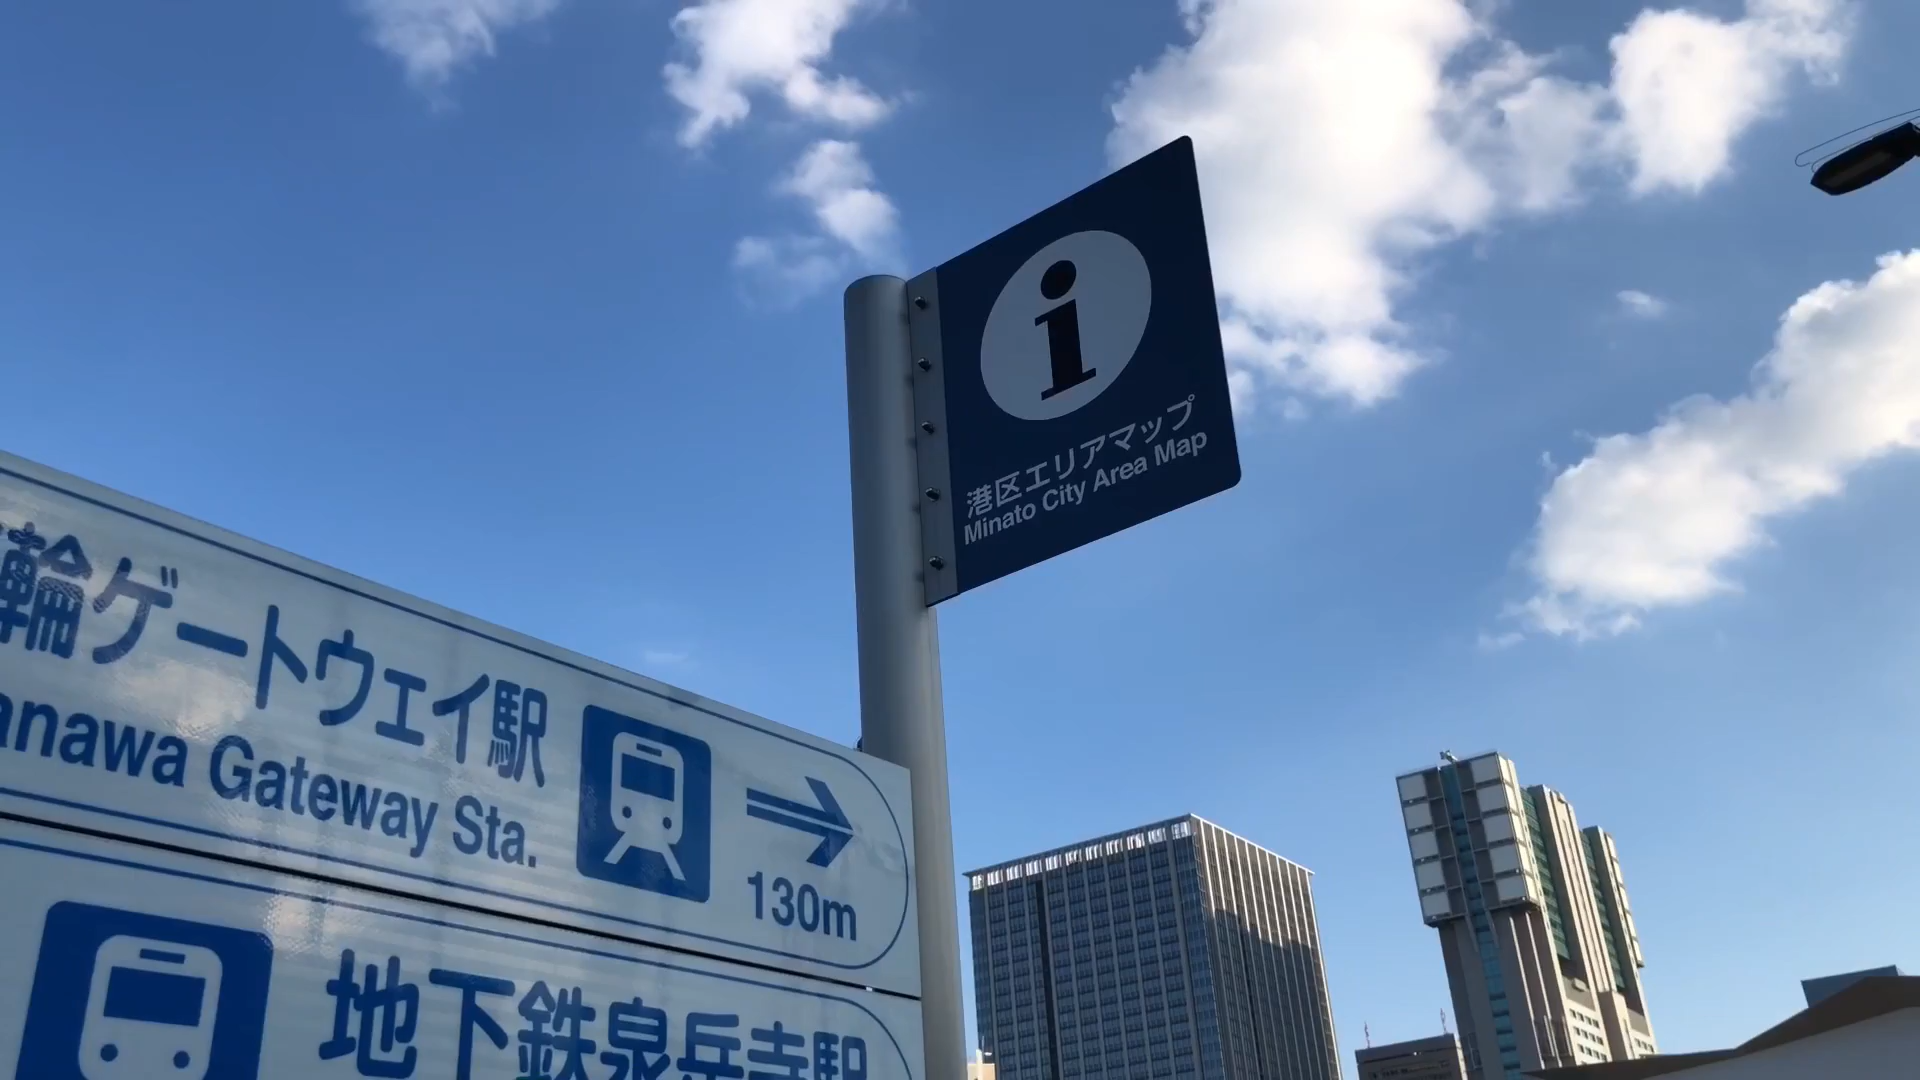 i
港区エリアマップ
Minato City Area Map
輪ゲートウェイ駅
anawa Gateway Sta.
130m
地下鉄泉岳寺駅